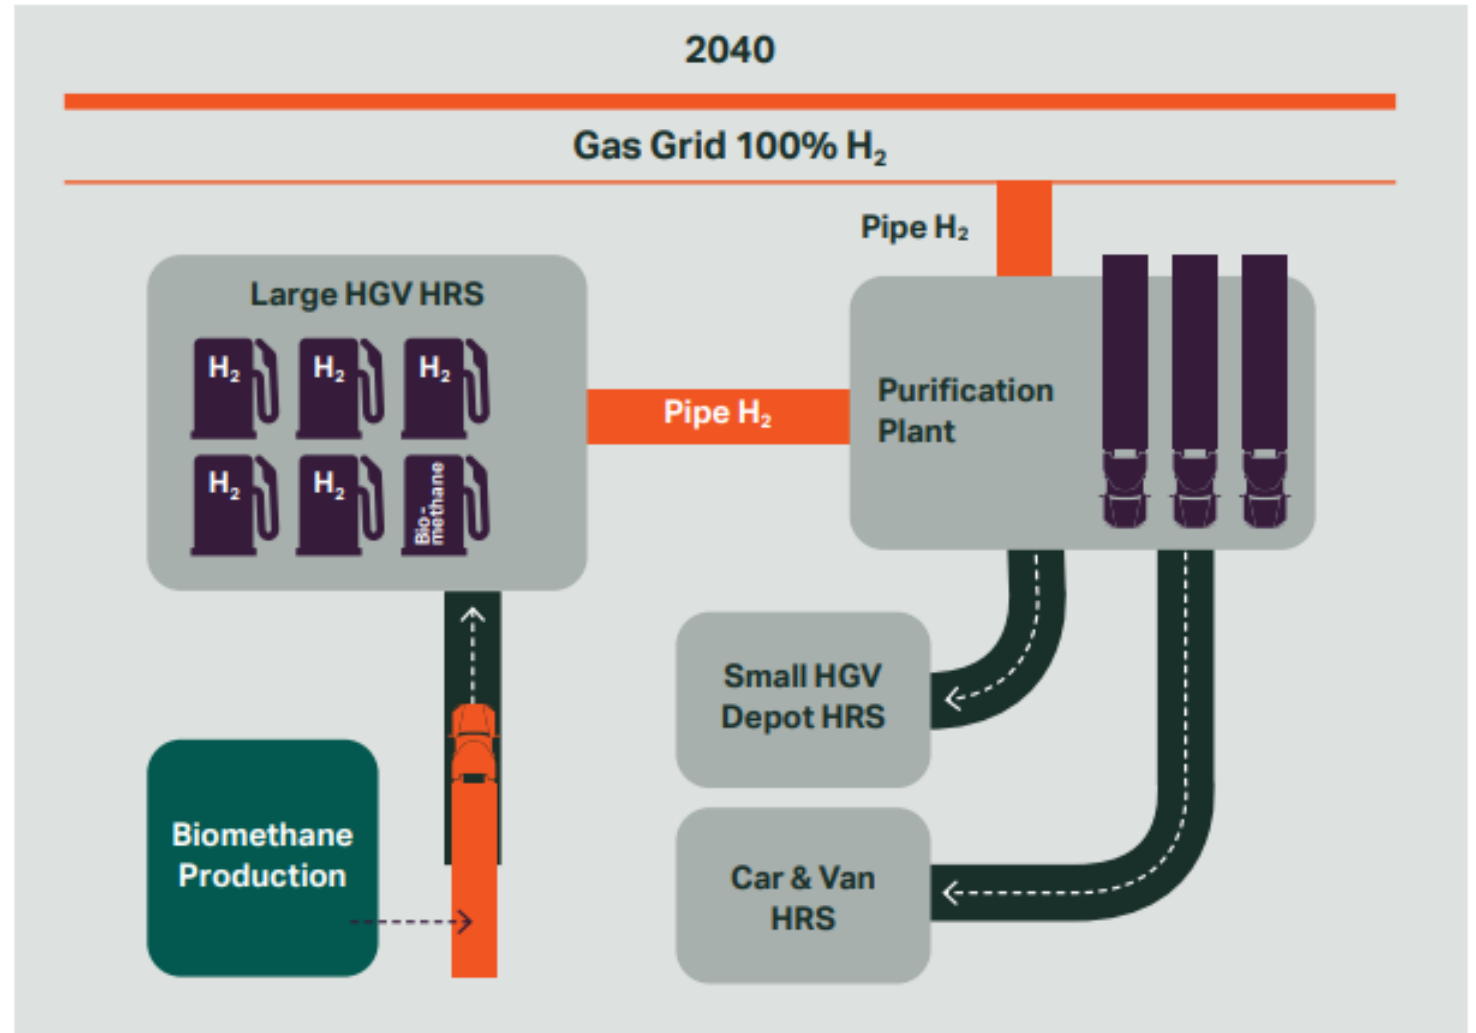 2040
Gas Grid 100% H₂
Pipe H₂
Large HGV HRS
H₂ H₂ H₂
H₂ H₂ Bio-
methane
Pipe H₂
Purification
Plant
Small HGV
Depot HRS
Biomethane
Production
Car & Van
HRS